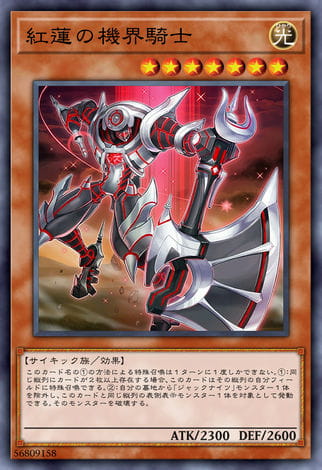 紅蓮の機界騎士
光
【サイキック族/効果】
このカード名の①の方法による特殊召喚は1ターンに1度しかできない。①:同
じ縦列にカードが2枚以上存在する場合、このカードはその縦列の自分フィール
ドに特殊召喚できる。②:自分の墓地から「ジャックナイツ」モンスター1体
を除外し、このカードと同じ縦列の表側表示モンスター1体を対象として発動
できる。そのモンスターを破壊する。
ATK/2300 DEF/2600
56809158